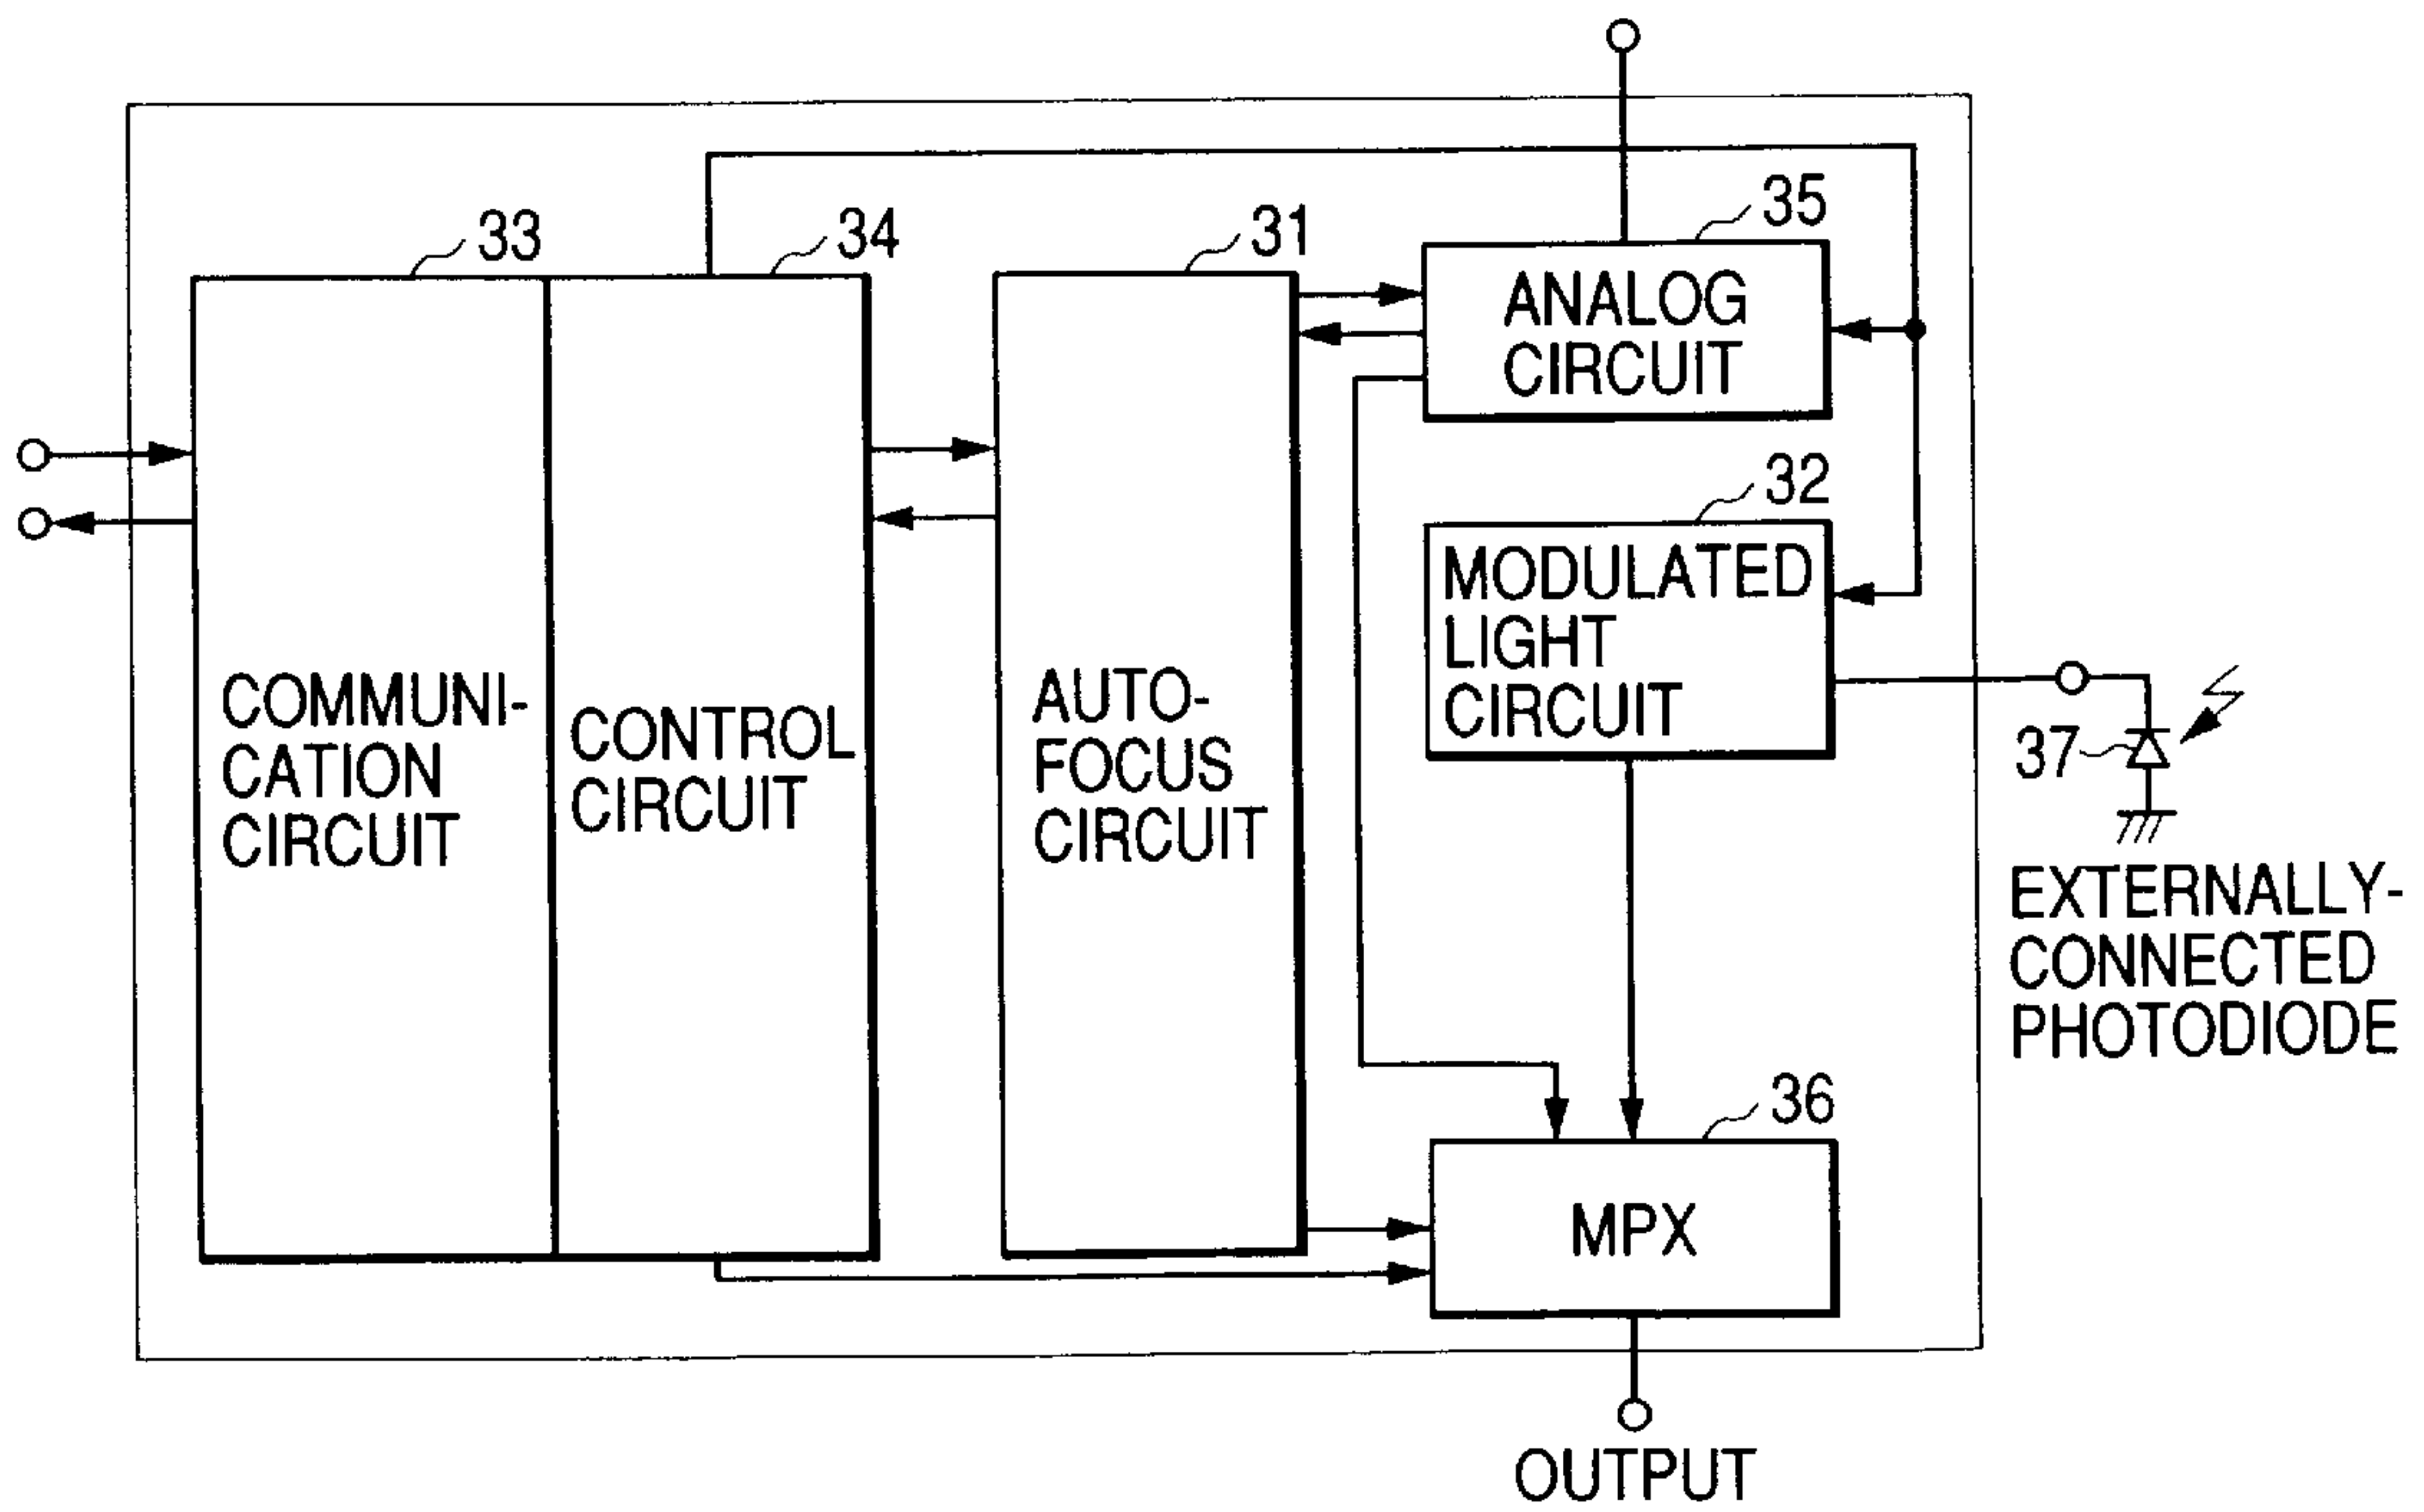 35
33
34
31
ANALOG
CIRCUIT
32
MODULATED
LIGHT
CIRCUIT
COMMUNI-
CATION
CIRCUIT
CONTROL
CIRCUIT
AUTO-
FOCUS
CIRCUIT
37
EXTERNALLY-
CONNECTED
PHOTODIODE
36
MPX
OUTPUT